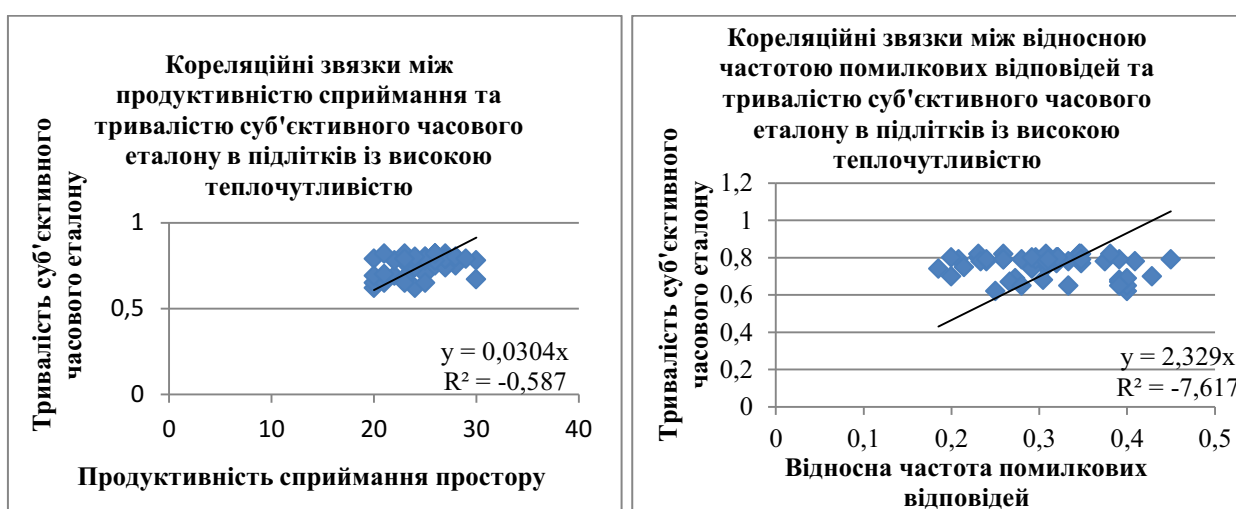 Кореляційні звязки між
продуктивністю сприймання та
тривалістю суб'єктивного часового
еталону в підлітків із високою
теплочутливістю
Тривалість суб'єктивного
часового еталону
1
0,5
0
0
10
20
30
40
y = 0,0304x
R² = -0,587
Продуктивність сприймання простору
Кореляційні звязки між відносною
частотою помилкових відповідей та
тривалістю суб'єктивного часового
еталону в підлітків із високою
теплочутливістю
Тривалість суб'єктивного
часового еталону
1,2
1
0,8
0,6
0,4
0,2
0
0
0,1
0,2
0,3
0,4
0,5
y = 2,329x
R² = -7,617
Відносна частота помилкових
відповідей